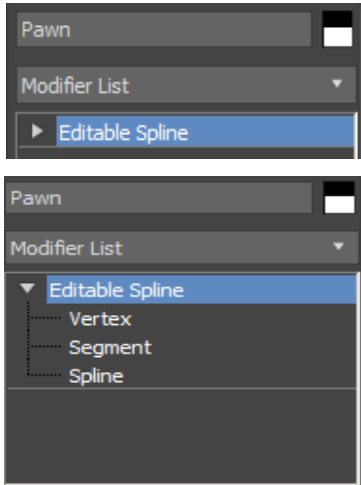 Pawn
Modifier List
Editable Spline
Pawn
Modifier List
Editable Spline
Vertex
Segment
Spline